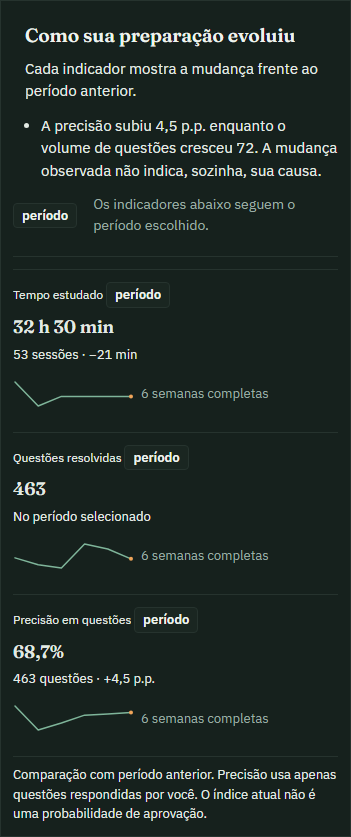 Como sua preparação evoluiu
Cada indicador mostra a mudança frente ao
período anterior.
• A precisão subiu 4,5 p.p. enquanto o
volume de questões cresceu 72. A mudança
observada não indica, sozinha, sua causa.
período
Os indicadores abaixo seguem o
período escolhido.
Tempo estudado período
32 h 30 min
53 sessões · −21 min
6 semanas completas
Questões resolvidas período
463
No período selecionado
6 semanas completas
Precisão em questões período
68,7%
463 questões · +4,5 p.p.
6 semanas completas
Comparação com período anterior. Precisão usa apenas
questões respondidas por você. O índice atual não é
uma probabilidade de aprovação.